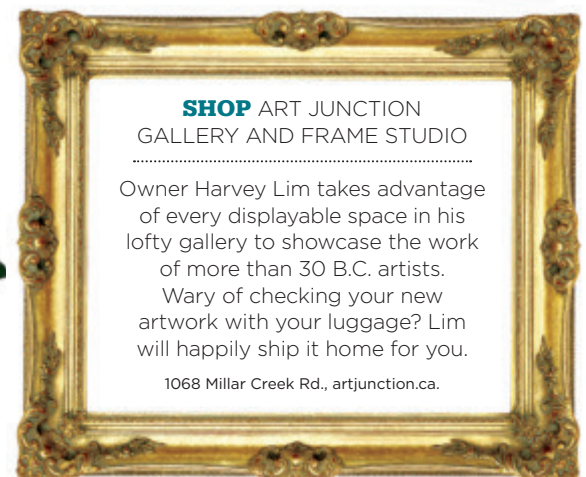 SHOP ART JUNCTION
GALLERY AND FRAME STUDIO
Owner Harvey Lim takes advantage
of every displayable space in his
lofty gallery to showcase the work
of more than 30 B.C. artists.
Wary of checking your new
artwork with your luggage? Lim
will happily ship it home for you.
1068 Millar Creek Rd., artjunction.ca.